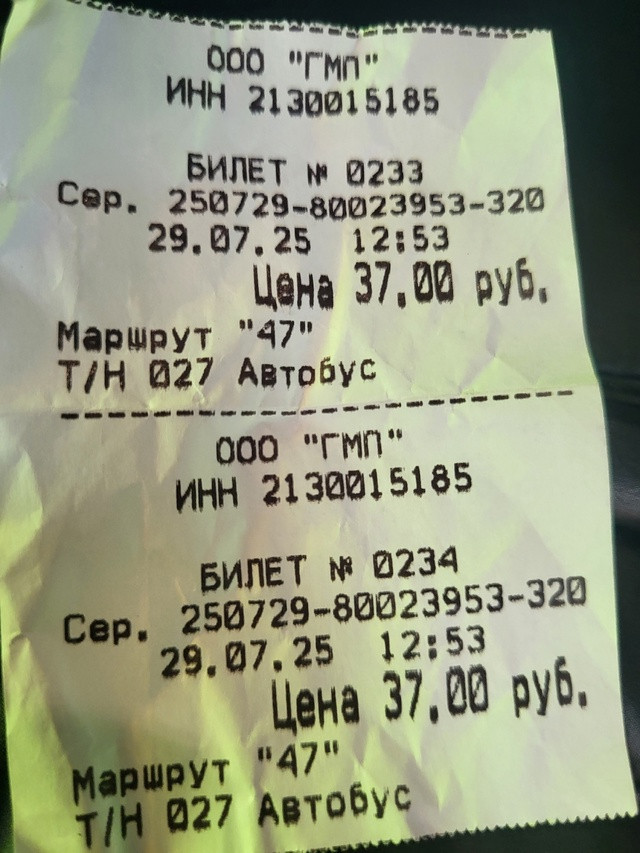 ООО "ГМП"
ИНН 2130015185
БИЛЕТ № 0233
Сер. 250729-80023953-320
29.07.25 12:53
Цена 37,00 руб.
Маршрут "47"
Т/Н 027 Автобус
ООО "ГМП"
ИНН 2130015185
БИЛЕТ № 0234
Сер. 250729-80023953-320
29.07.25 12:53
Цена 37,00 руб.
Маршрут "47"
Т/Н 027 Автобус